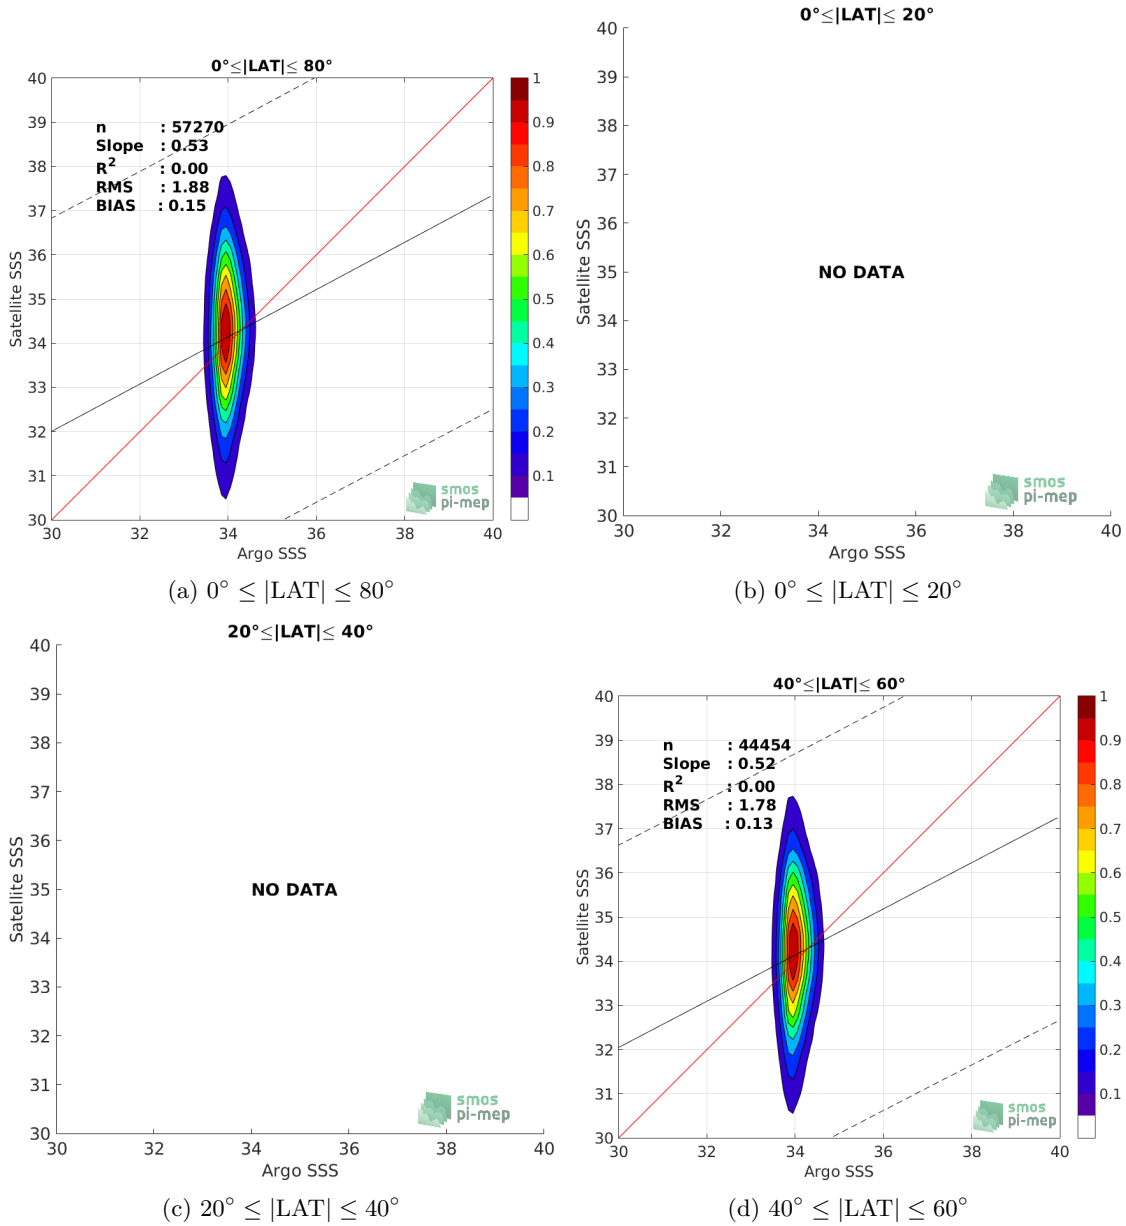 0°≤|LAT|≤ 80°
40
39
38
37
36
35
34
33
32
31
30
Satellite SSS
n : 57270
Slope : 0.53
R² : 0.00
RMS : 1.88
BIAS : 0.15
smos
pi-mep
30 32 34 36 38 40
Argo SSS
1
0.9
0.8
0.7
0.6
0.5
0.4
0.3
0.2
0.1
(a) 0° ≤ |LAT| ≤ 80°
0°≤|LAT|≤ 20°
40
39
38
37
36
35
34
33
32
31
30
Satellite SSS
NO DATA
smos
pi-mep
30 32 34 36 38 40
Argo SSS
(b) 0° ≤ |LAT| ≤ 20°
20°≤|LAT|≤ 40°
40
39
38
37
36
35
34
33
32
31
30
Satellite SSS
NO DATA
smos
pi-mep
30 32 34 36 38 40
Argo SSS
(c) 20° ≤ |LAT| ≤ 40°
40°≤|LAT|≤ 60°
40
39
38
37
36
35
34
33
32
31
30
Satellite SSS
n : 44454
Slope : 0.52
R² : 0.00
RMS : 1.78
BIAS : 0.13
smos
pi-mep
30 32 34 36 38 40
Argo SSS
1
0.9
0.8
0.7
0.6
0.5
0.4
0.3
0.2
0.1
(d) 40° ≤ |LAT| ≤ 60°